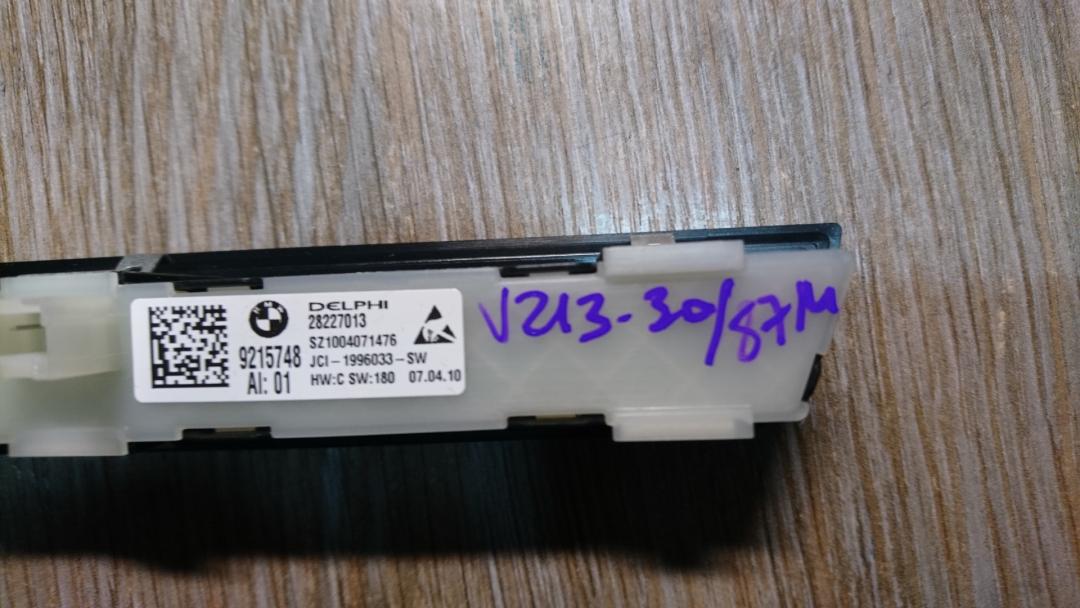 DELPHI
28227013
SZ1004071476
9215748
JCI-1996033-SW
AI: 01
HW:C SW:180 07.04.10
V213-30/87M